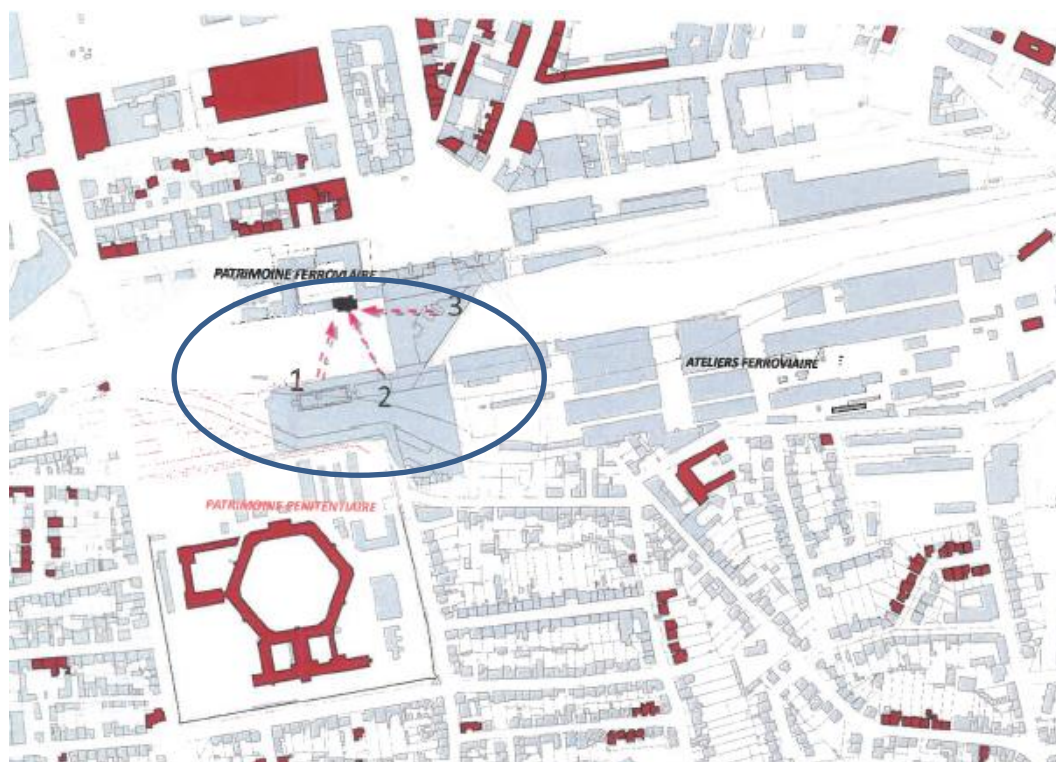 PATRIMOINE FERROVIAIRE
3
1
2
ATELIERS FERROVIAIRE
PATRIMOINE PENITENTIAIRE